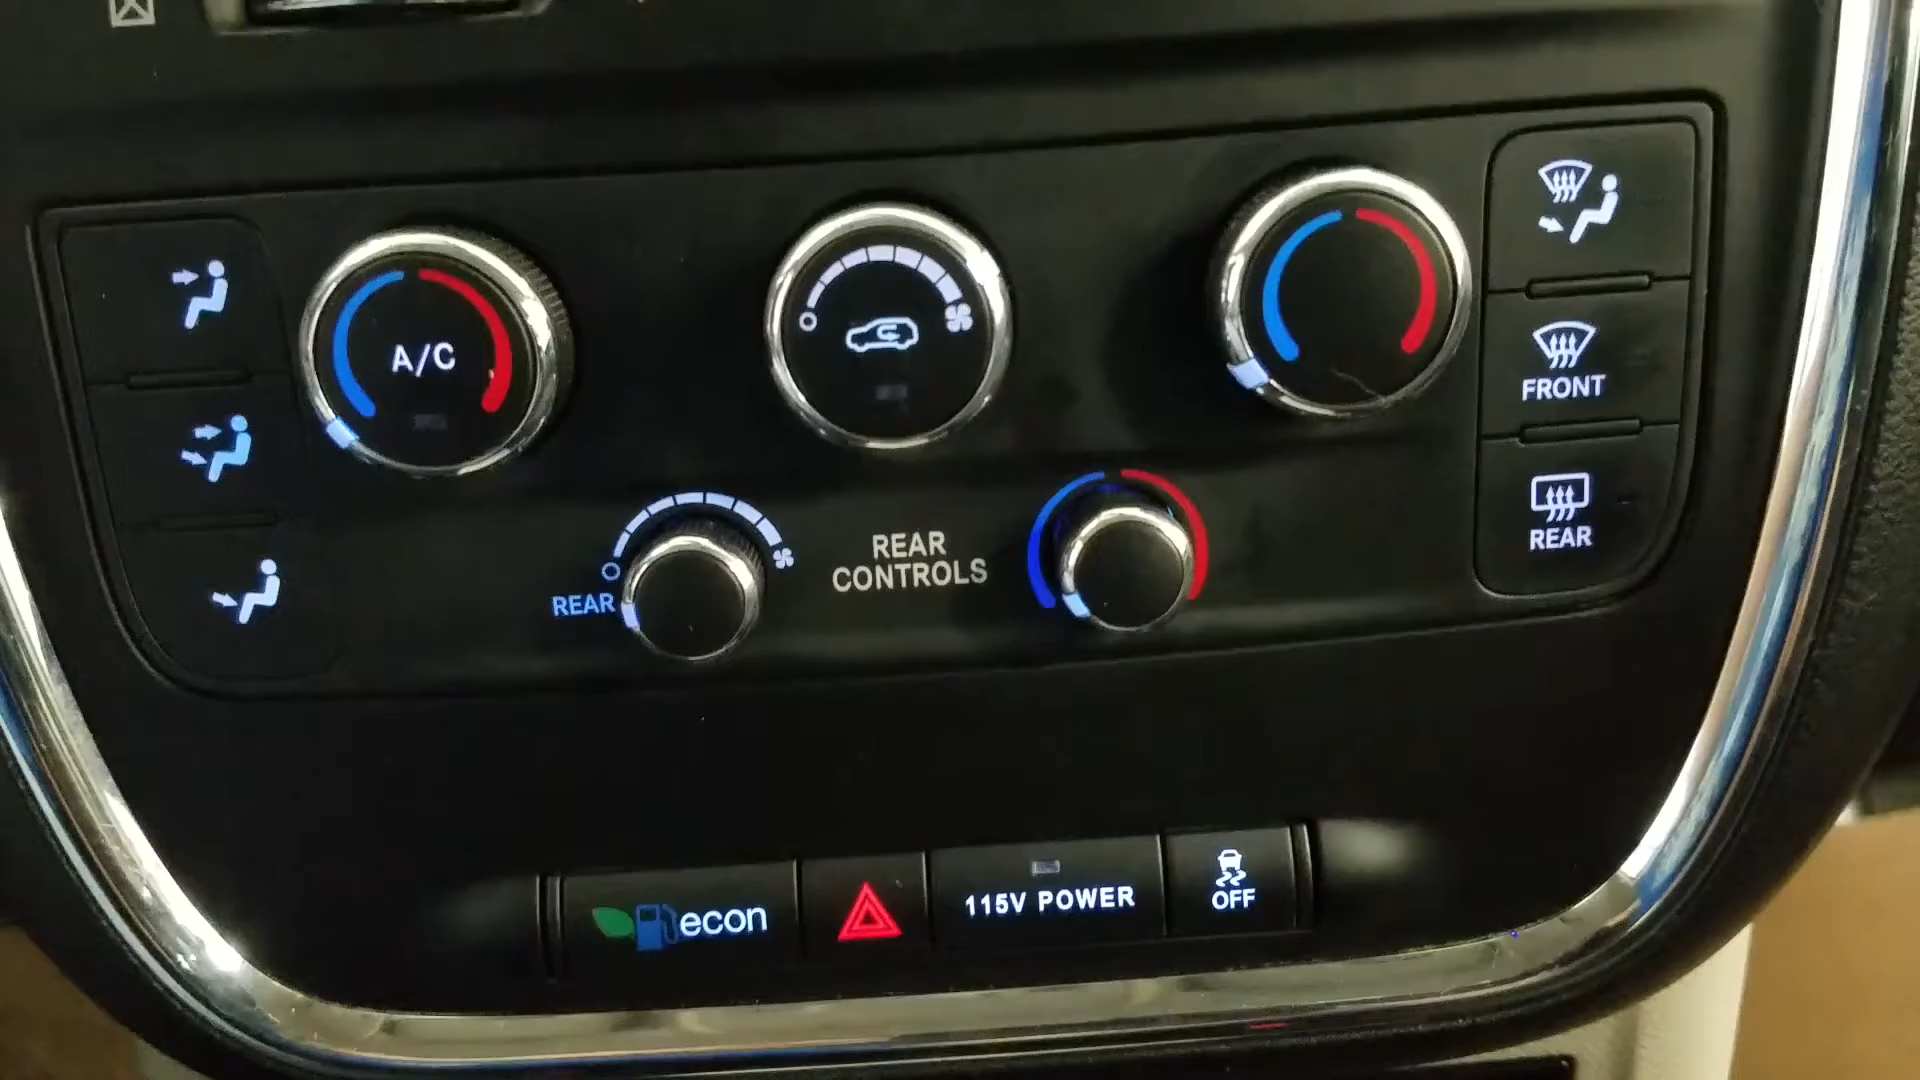 A/C
FRONT
REAR
REAR
CONTROLS
REAR
econ
115V POWER
OFF